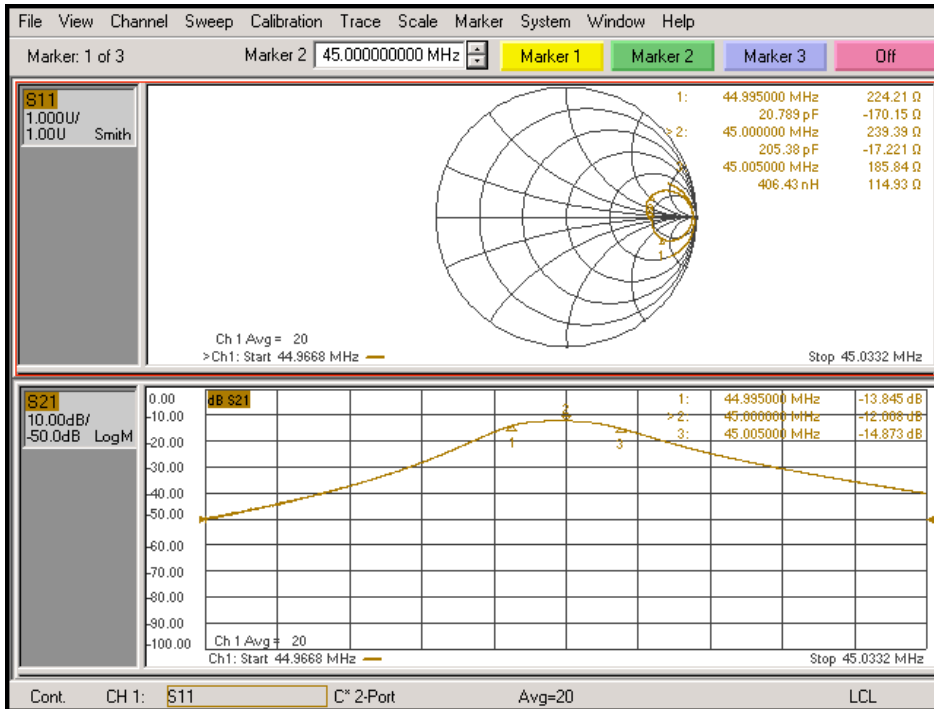 File View Channel Sweep Calibration Trace Scale Marker System Window Help
Marker: 1 of 3 Marker 2 45.000000000 MHz Marker 1 Marker 2 Marker 3 Off
S11
1.000U/
1.00U Smith
1: 44.995000 MHz 224.21 Ω
20.789 pF -170.15 Ω
>2: 45.000000 MHz 239.39 Ω
205.38 pF -17.221 Ω
45.005000 MHz 185.84 Ω
406.43 nH 114.93 Ω
1
Ch 1 Avg = 20
>Ch1: Start 44.9668 MHz
Stop 45.0332 MHz
S21
10.00dB/
-50.0dB LogM
dB S21
0.00
-10.00
-20.00
-30.00
-40.00
-50.00
-60.00
-70.00
-80.00
-90.00
-100.00
1: 44.995000 MHz -13.845 dB
>2: 45.000000 MHz -12.008 dB
3: 45.005000 MHz -14.873 dB
2
1
3
Ch 1 Avg = 20
Ch1: Start 44.9668 MHz
Stop 45.0332 MHz
Cont. CH 1: S11 C* 2-Port Avg=20 LCL